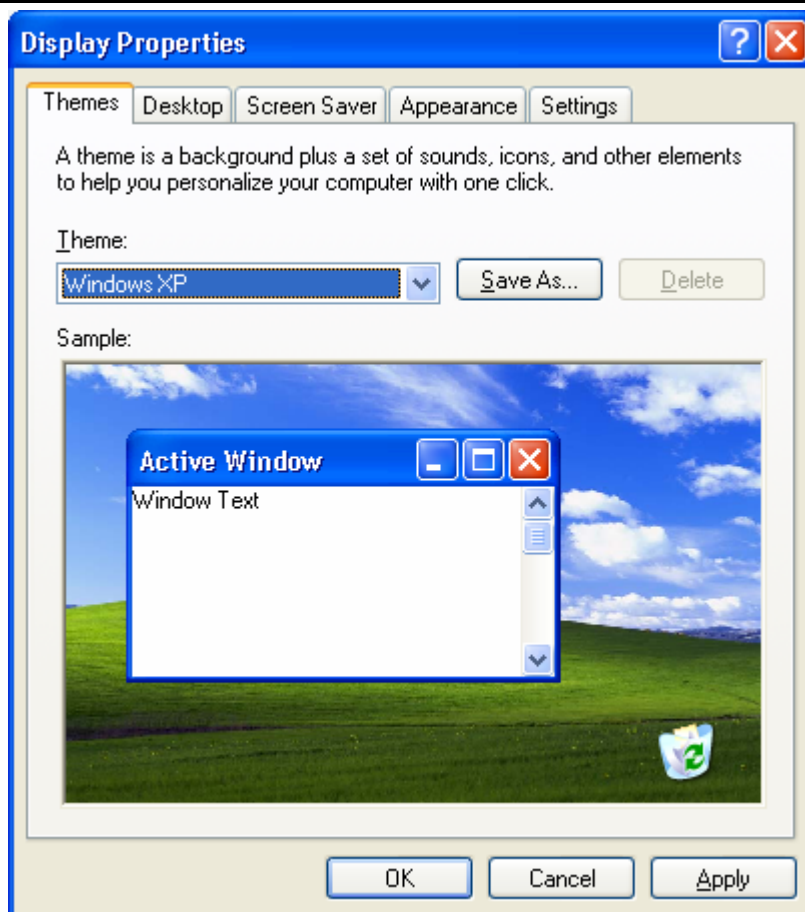 Display Properties
Themes Desktop Screen Saver Appearance Settings
A theme is a background plus a set of sounds, icons, and other elements
to help you personalize your computer with one click.
Theme:
Windows XP Save As... Delete
Sample:
Active Window
Window Text
OK Cancel Apply